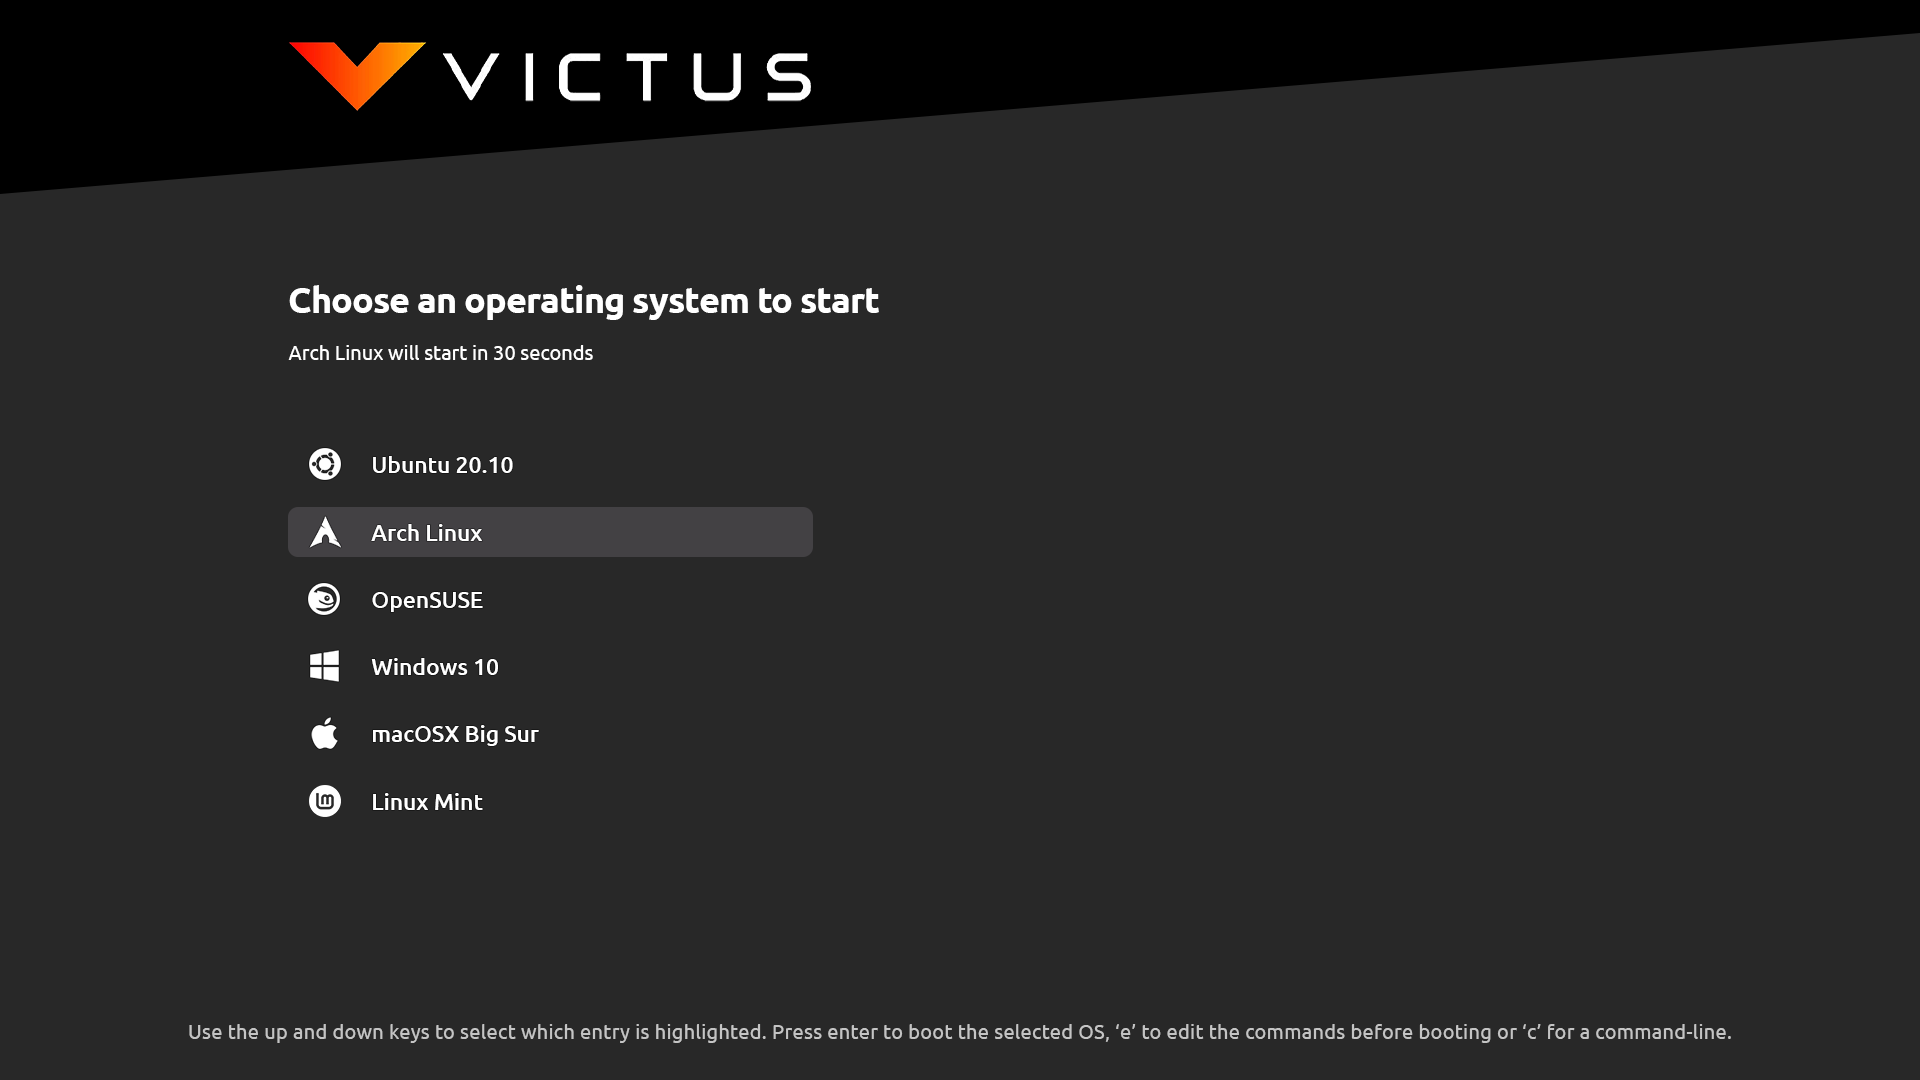 VICTUS
Choose an operating system to start
Arch Linux will start in 30 seconds
Ubuntu 20.10
Arch Linux
OpenSUSE
Windows 10
macOSX Big Sur
Linux Mint
Use the up and down keys to select which entry is highlighted. Press enter to boot the selected OS, ‘e’ to edit the commands before booting or ‘c’ for a command-line.